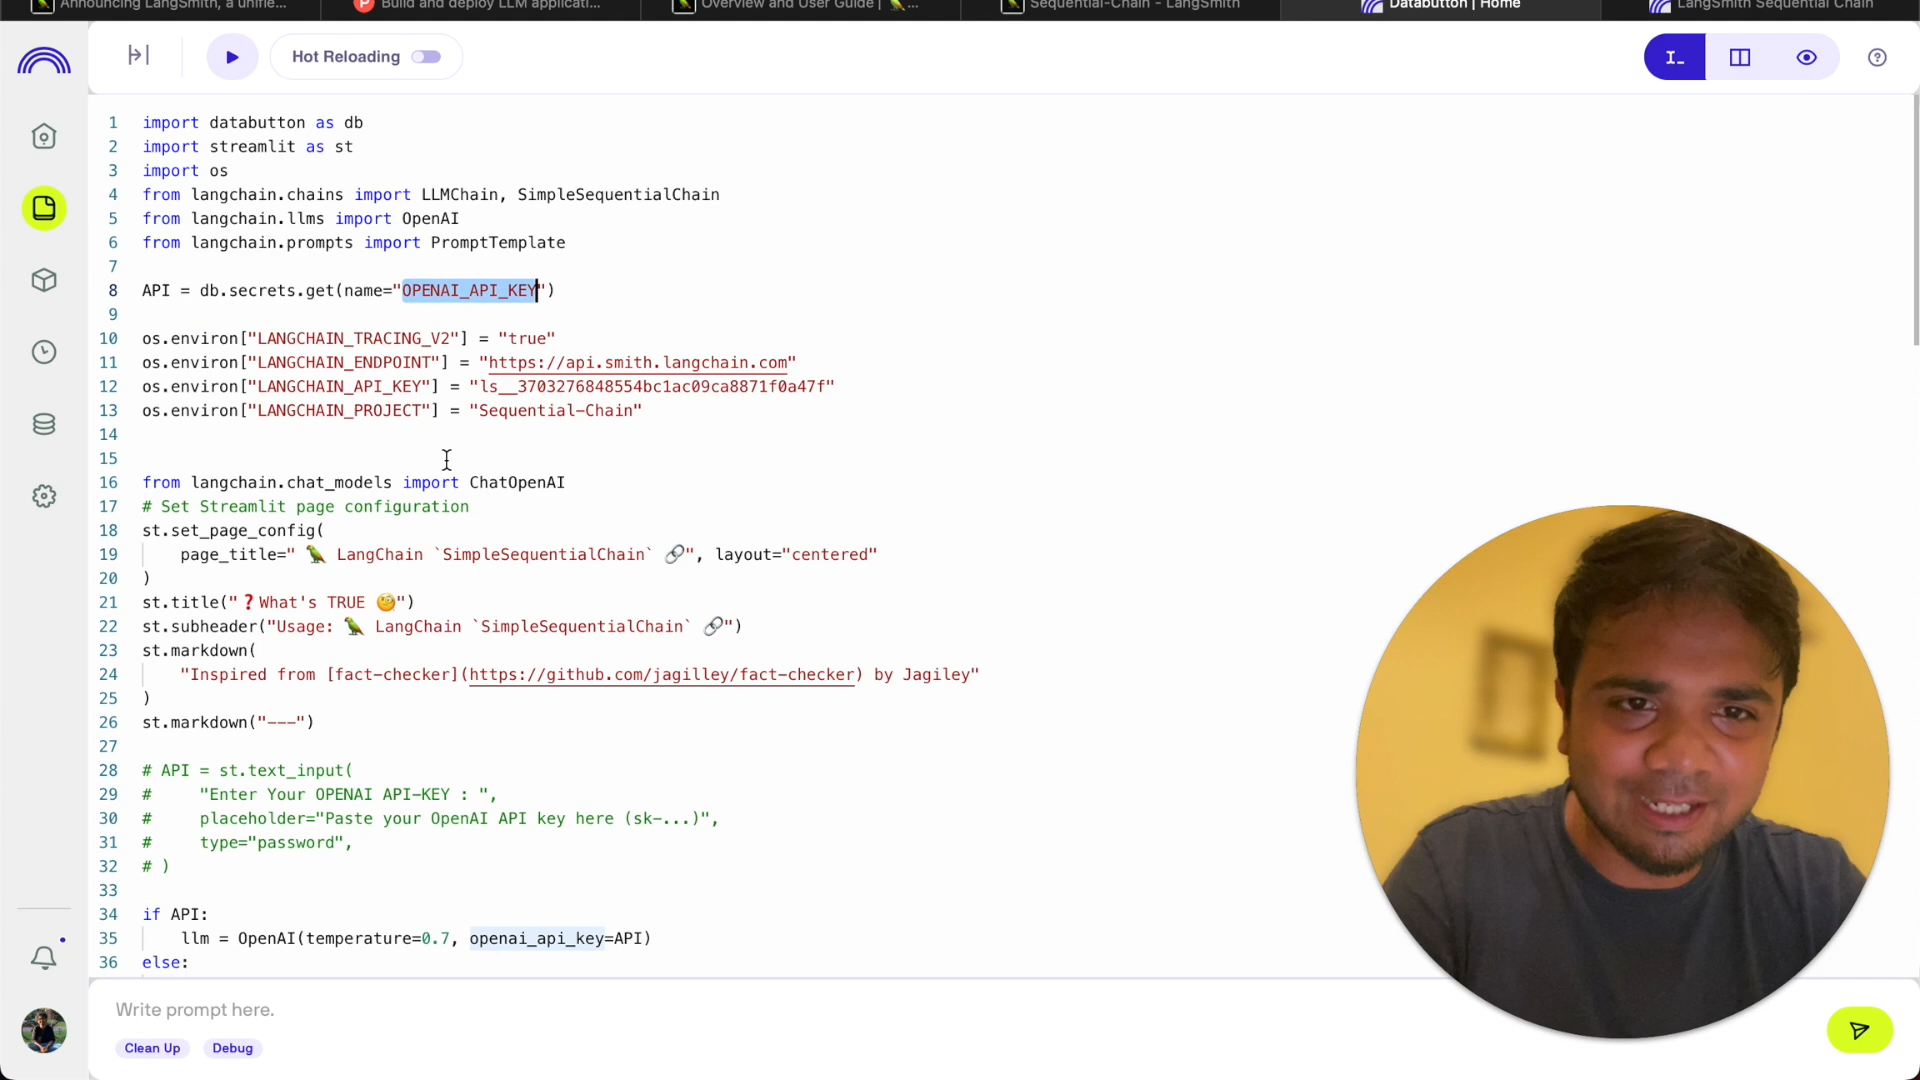 Announcing LangSmith, a unifie...
Build and deploy LLM applicati...
Overview and User Guide | 🦜...
Sequential-Chain - LangSmith
Databutton | Home
LangSmith Sequential Chain
Hot Reloading
1 import databutton as db
2 import streamlit as st
3 import os
4 from langchain.chains import LLMChain, SimpleSequentialChain
5 from langchain.llms import OpenAI
6 from langchain.prompts import PromptTemplate
7
8 API = db.secrets.get(name="OPENAI_API_KEY")
9
10 os.environ["LANGCHAIN_TRACING_V2"] = "true"
11 os.environ["LANGCHAIN_ENDPOINT"] = "https://api.smith.langchain.com"
12 os.environ["LANGCHAIN_API_KEY"] = "ls__3703276848554bc1ac09ca8871f0a47f"
13 os.environ["LANGCHAIN_PROJECT"] = "Sequential-Chain"
14
15
16 from langchain.chat_models import ChatOpenAI
17 # Set Streamlit page configuration
18 st.set_page_config(
19 page_title=" 🦜 LangChain `SimpleSequentialChain` 🔗", layout="centered"
20 )
21 st.title("❓What's TRUE 🧐")
22 st.subheader("Usage: 🦜 LangChain `SimpleSequentialChain` 🔗")
23 st.markdown(
24 "Inspired from [fact-checker](https://github.com/jagilley/fact-checker) by Jagiley"
25 )
26 st.markdown("---")
27
28 # API = st.text_input(
29 # "Enter Your OPENAI API-KEY : ",
30 # placeholder="Paste your OpenAI API key here (sk-...)",
31 # type="password",
32 # )
33
34 if API:
35 llm = OpenAI(temperature=0.7, openai_api_key=API)
36 else:
Write prompt here.
Clean Up
Debug